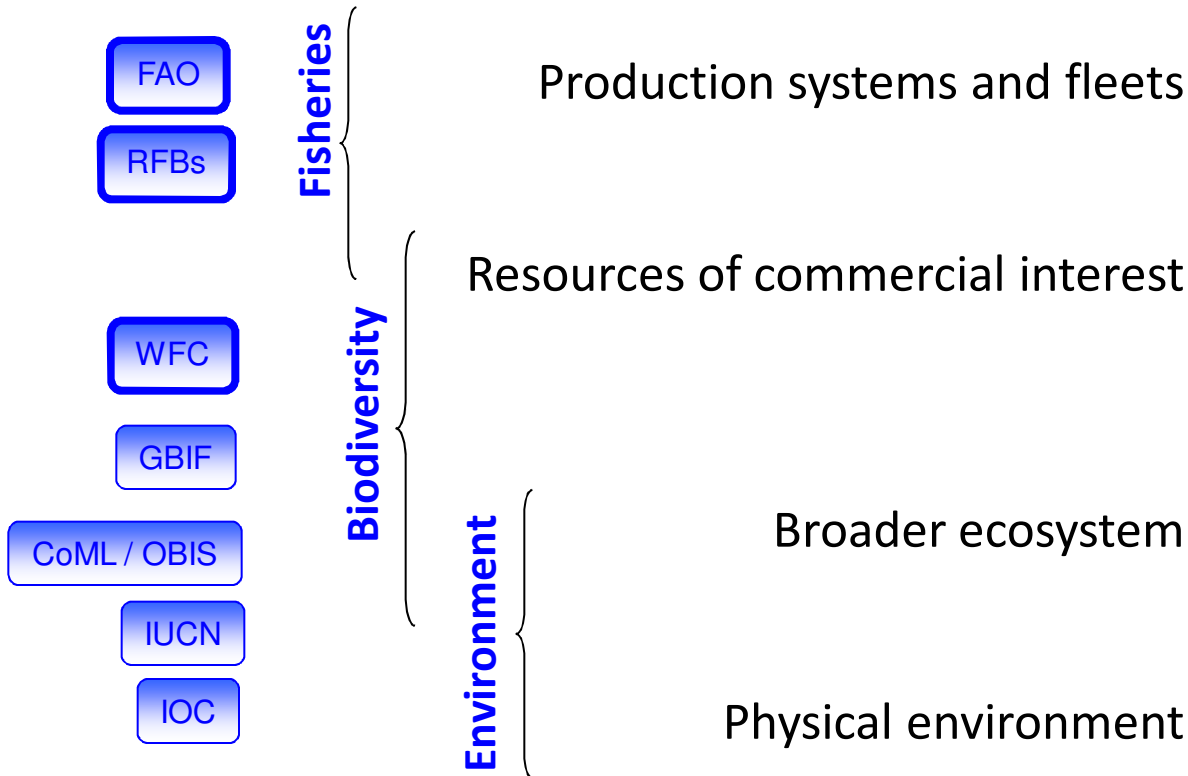 FAO
RFBs
WFC
GBIF
CoML / OBIS
IUCN
IOC
Fisheries
Biodiversity
Environment
Production systems and fleets
Resources of commercial interest
Broader ecosystem
Physical environment